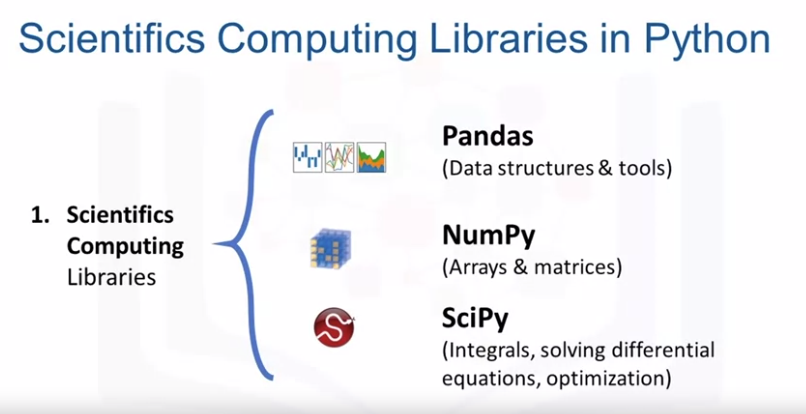 Scientifics Computing Libraries in Python
1. Scientifics
Computing
Libraries
Pandas
(Data structures & tools)
NumPy
(Arrays & matrices)
SciPy
(Integrals, solving differential
equations, optimization)